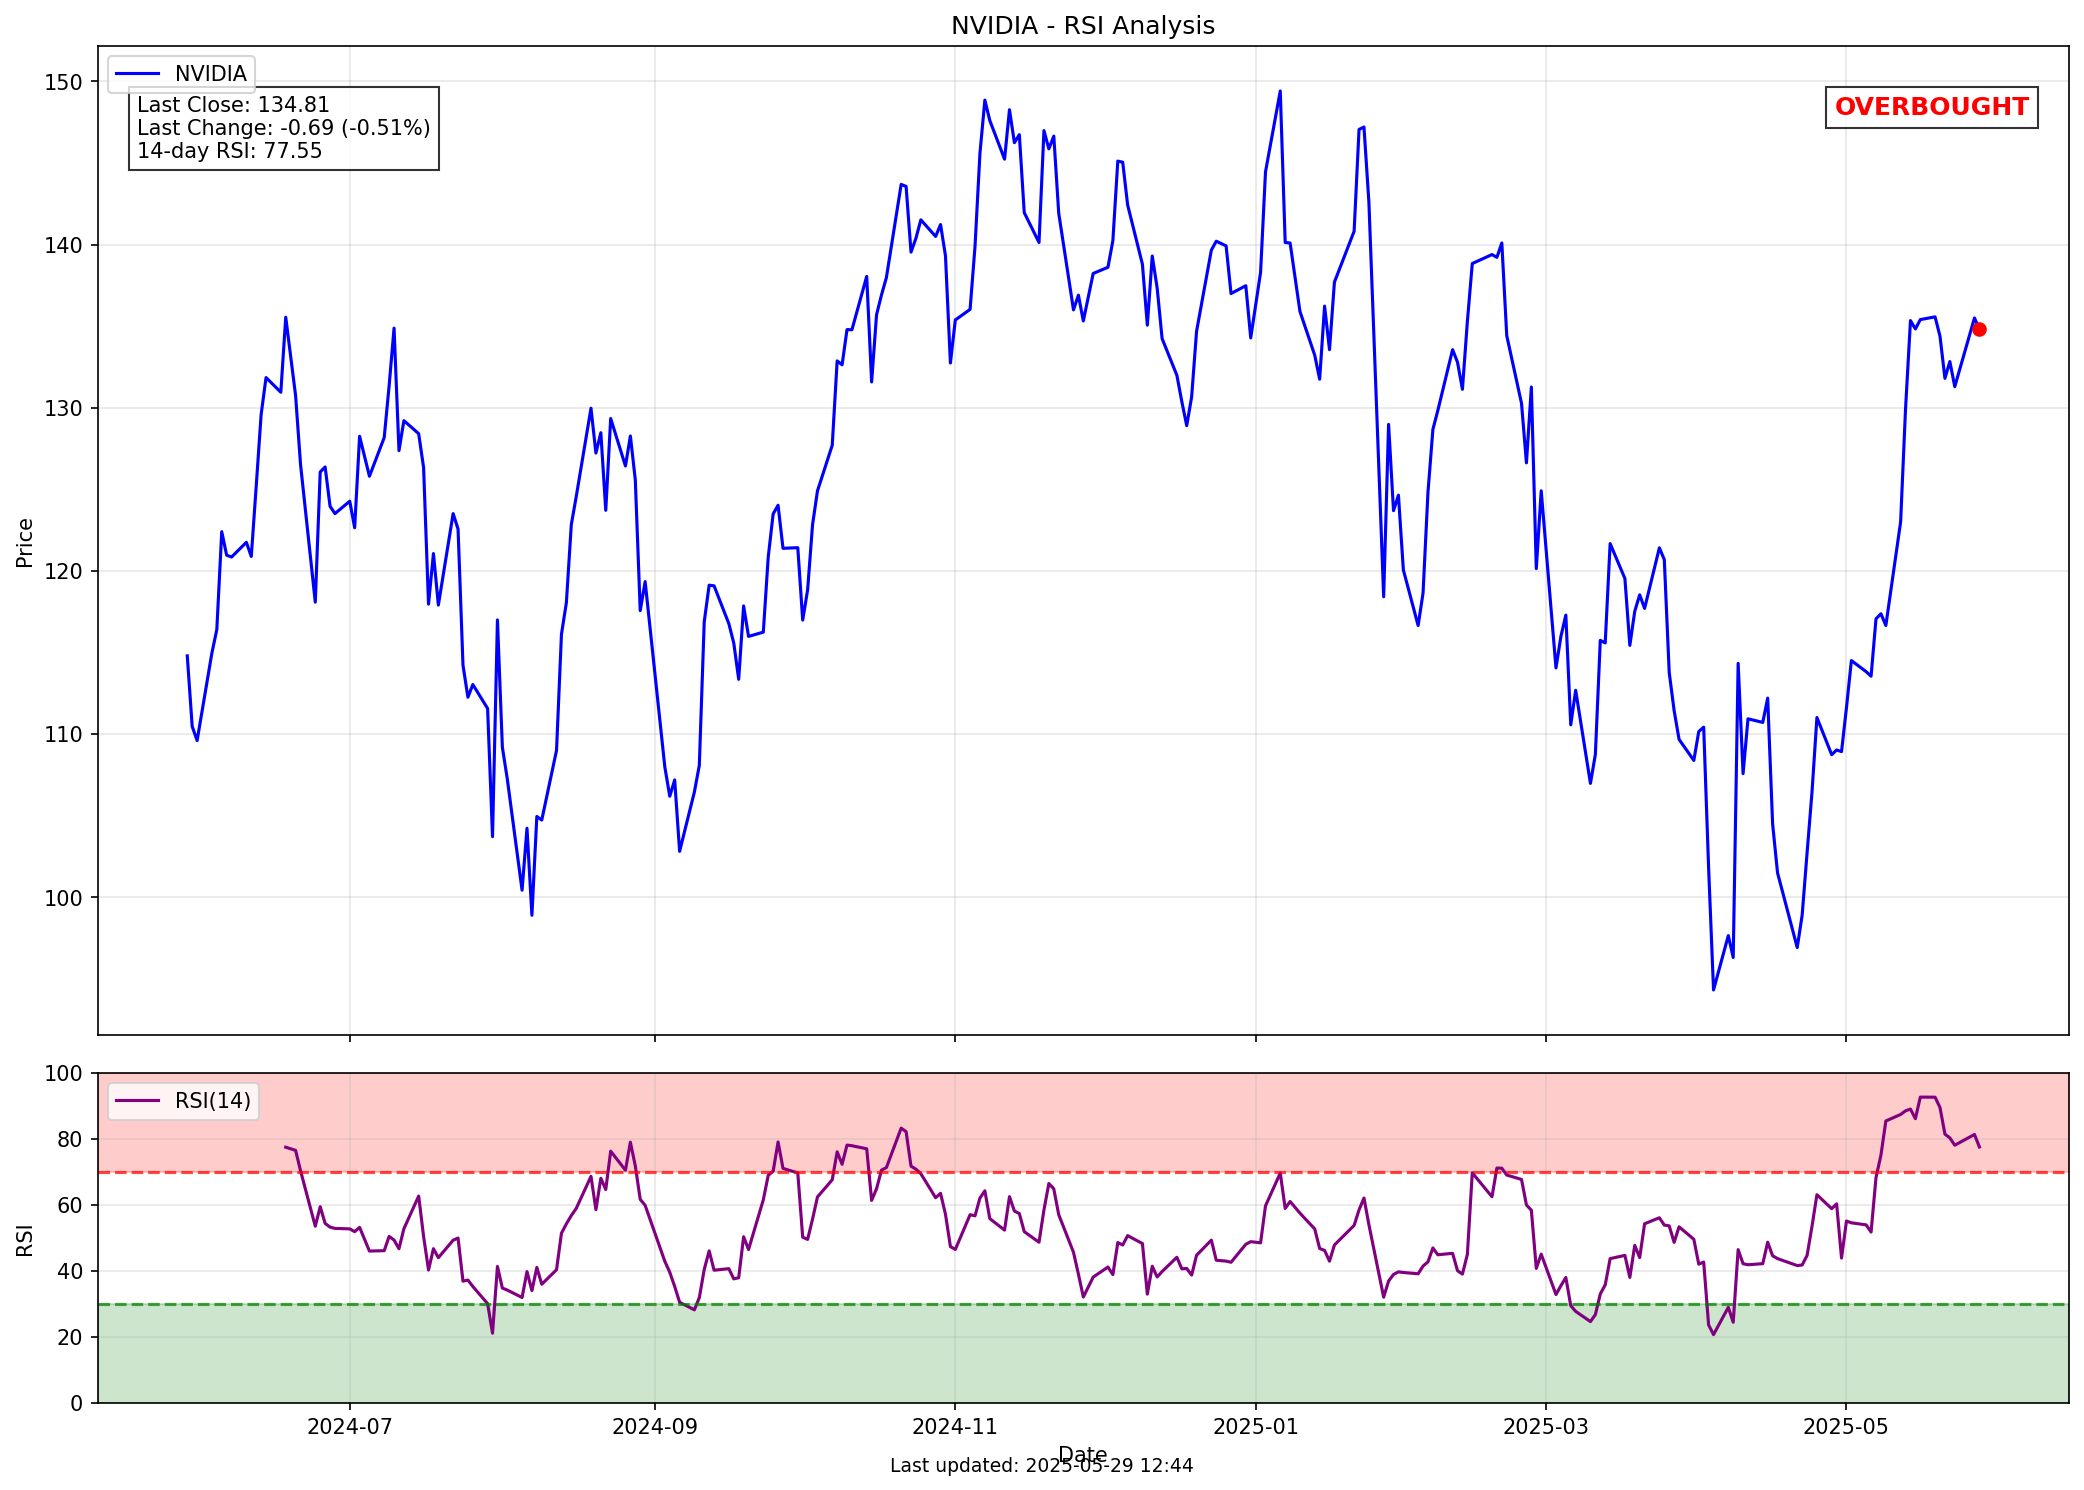 NVIDIA - RSI Analysis
NVIDIA
Last Close: 134.81
Last Change: -0.69 (-0.51%)
14-day RSI: 77.55
OVERBOUGHT
Price
150
140
130
120
110
100
RSI(14)
RSI
100
80
60
40
20
0
2024-07 2024-09 2024-11 2025-01 2025-03 2025-05
Date
Last updated: 2025-05-29 12:44